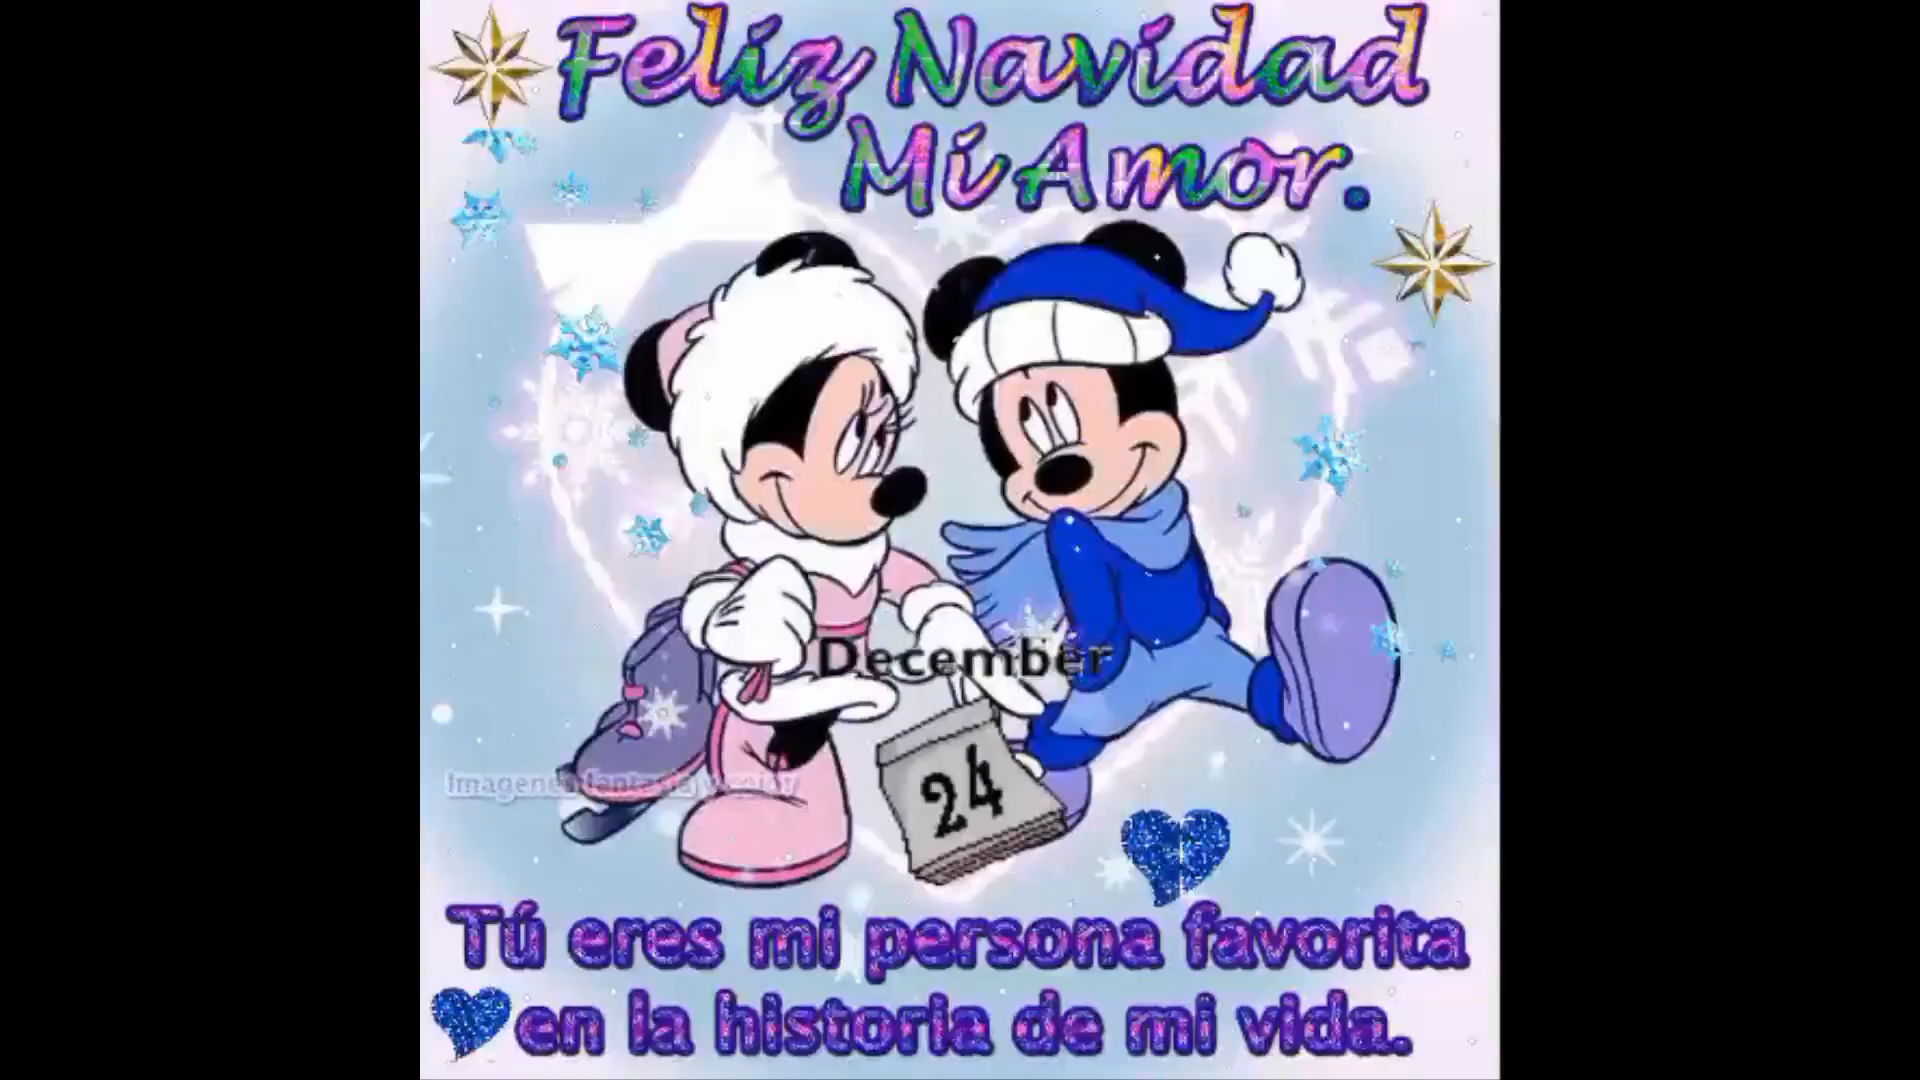 Feliz Navidad
Mi Amor.
December
24
Tú eres mi persona favorita
en la historia de mi vida.